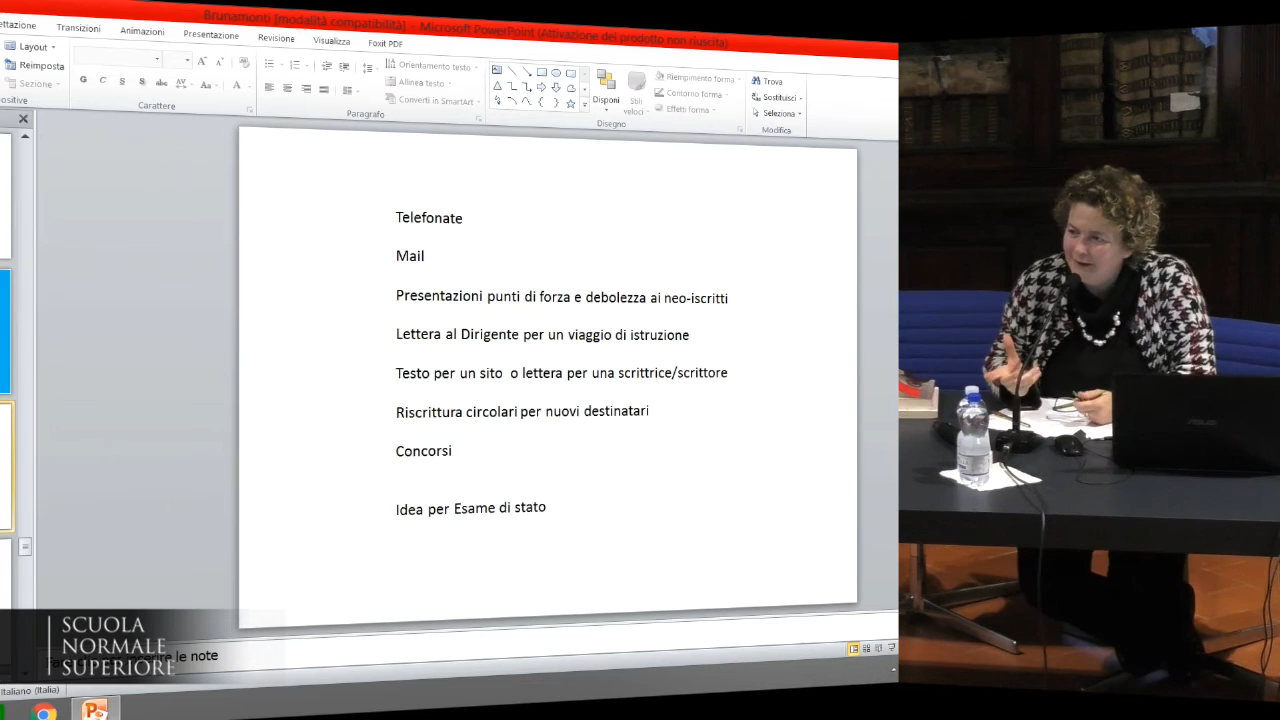 Brunamonti [modalità compatibilità] - Microsoft PowerPoint (Attivazione del prodotto non riuscita)
Transizioni Animazioni Presentazione Revisione Visualizza Foxit PDF
Layout
Reimposta
Sezione
Carattere
Orientamento testo
Allinea testo
Converti in SmartArt
Paragrafo
Disponi
Stili veloci
Riempimento forma
Contorno forma
Effetti forma
Disegno
Trova
Sostituisci
Seleziona
Modifica
Telefonate
Mail
Presentazioni punti di forza e debolezza ai neo-iscritti
Lettera al Dirigente per un viaggio di istruzione
Testo per un sito o lettera per una scrittrice/scrittore
Riscrittura circolari per nuovi destinatari
Concorsi
Idea per Esame di stato
SCUOLA
NORMALE
SUPERIORE
le note
Italiano (Italia)
ASUS